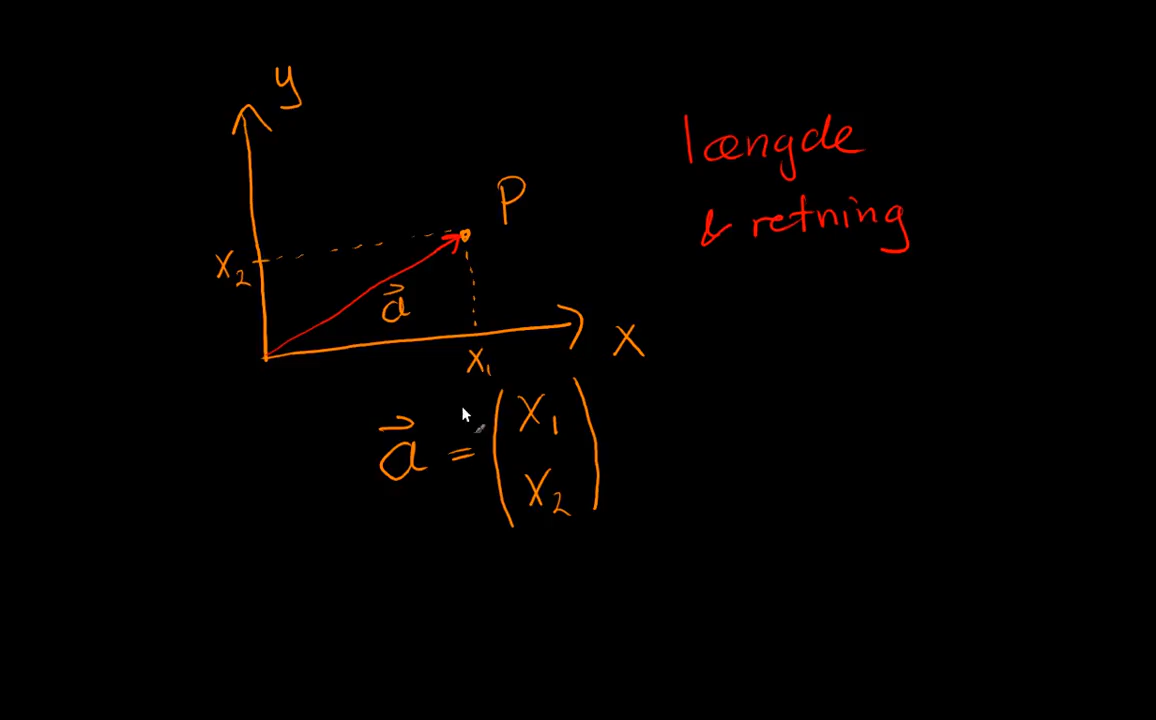 y
længde
P
& retning
x₂
a⃗
x
x₁
a⃗ = (x₁
x₂)